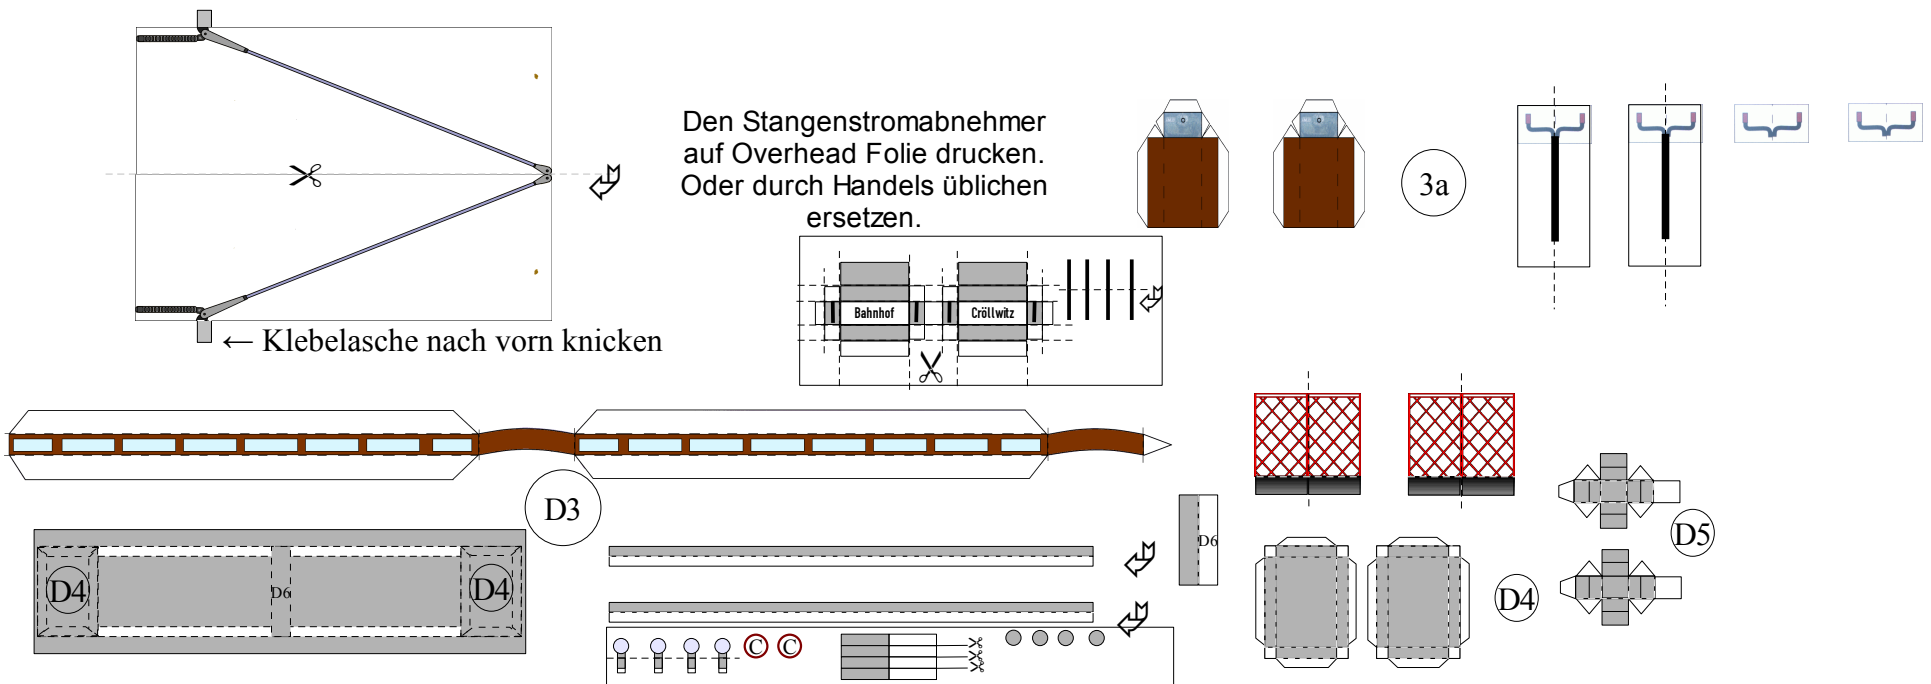 Den Stangenstromabnehmer
auf Overhead Folie drucken.
Oder durch Handels üblichen
ersetzen.
3a
Bahnhof
Cröllwitz
← Klebelasche nach vorn knicken
D3
D4
D6
D4
D6
D5
D4
C
C